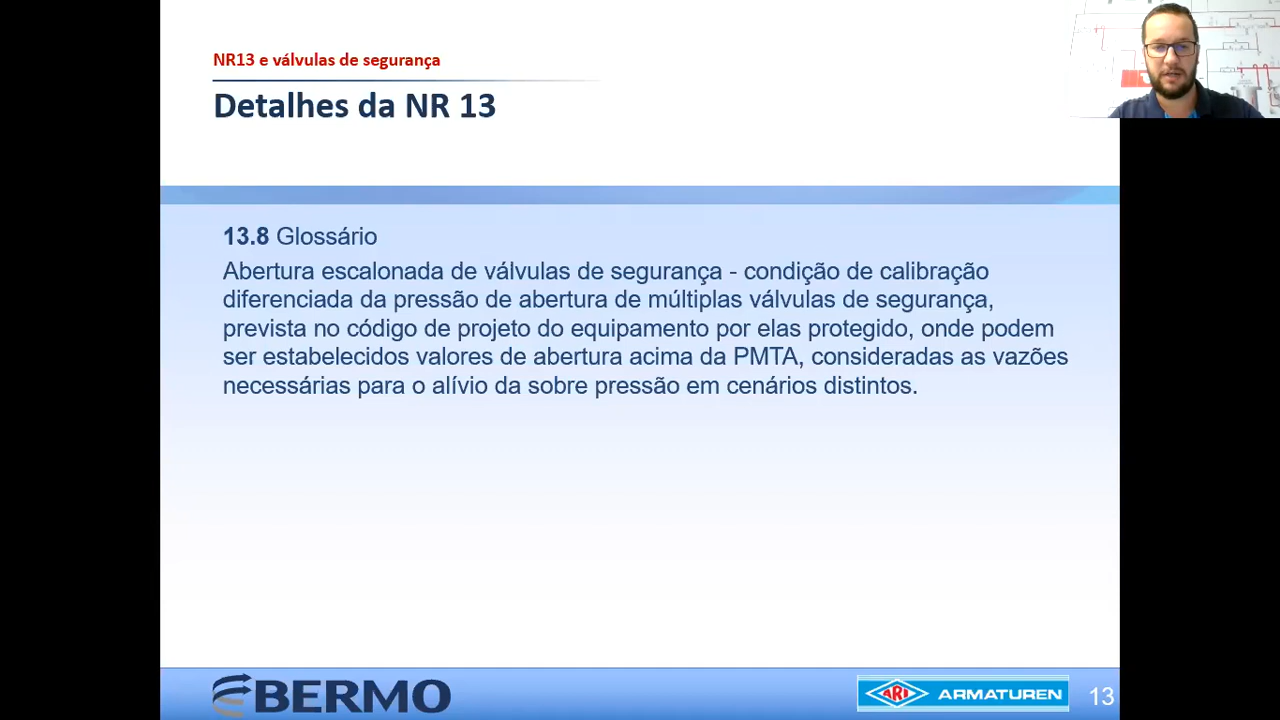 NR13 e válvulas de segurança
Detalhes da NR 13
13.8 Glossário
Abertura escalonada de válvulas de segurança - condição de calibração
diferenciada da pressão de abertura de múltiplas válvulas de segurança,
prevista no código de projeto do equipamento por elas protegido, onde podem
ser estabelecidos valores de abertura acima da PMTA, consideradas as vazões
necessárias para o alívio da sobre pressão em cenários distintos.
BERMO
ARI ARMATUREN
13